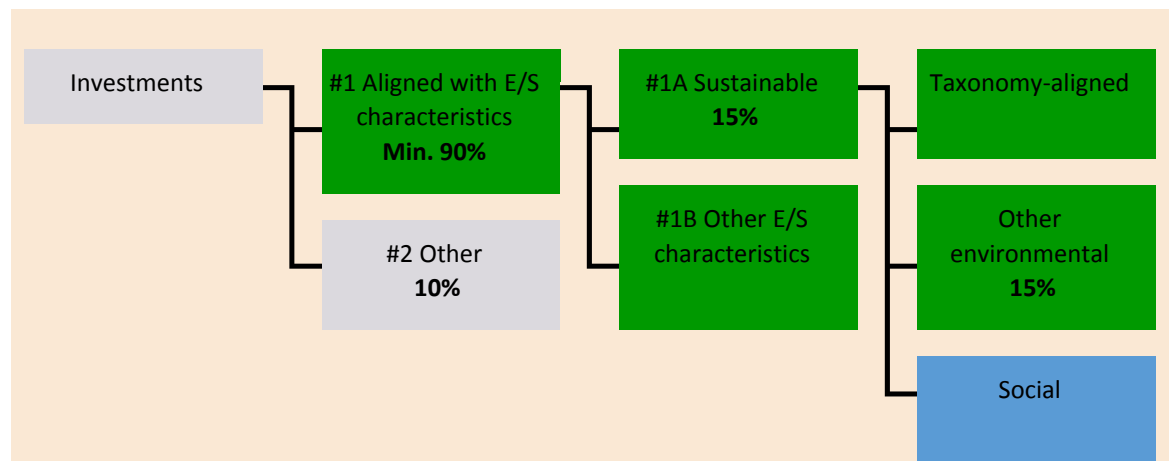 Investments
#1 Aligned with E/S
characteristics
Min. 90%
#2 Other
10%
#1A Sustainable
15%
#1B Other E/S
characteristics
Taxonomy-aligned
Other
environmental
15%
Social